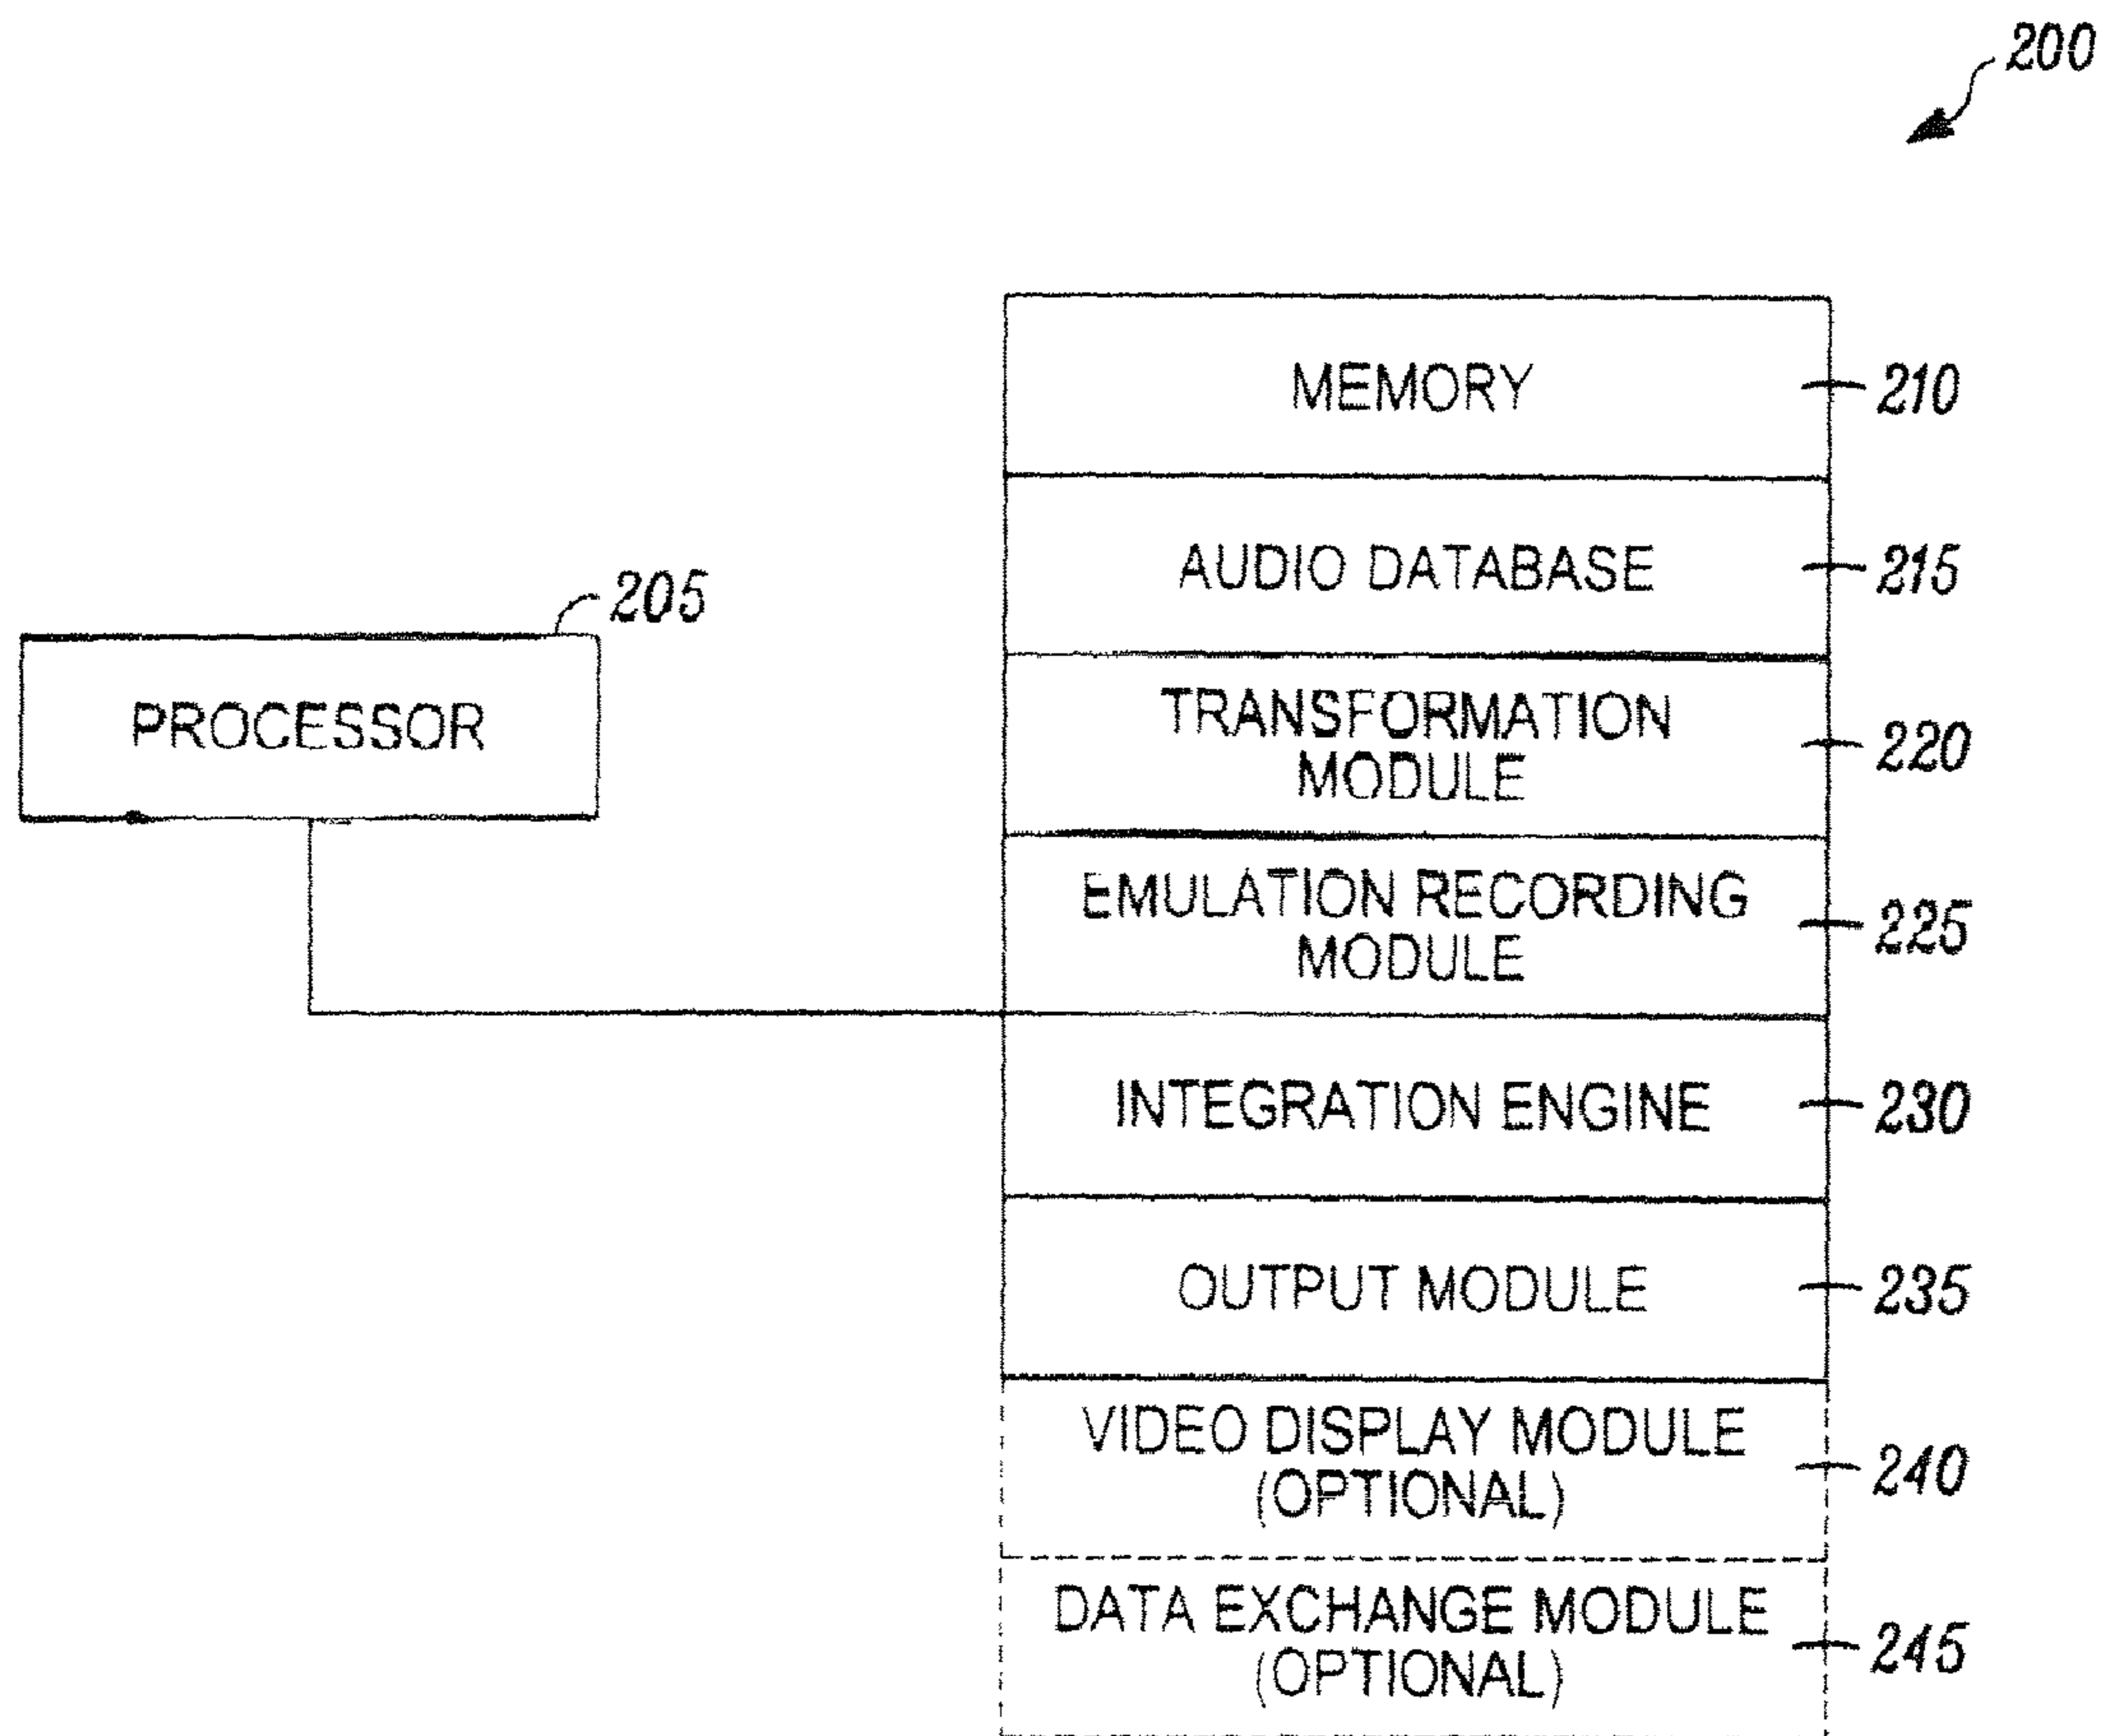 200
MEMORY 210
AUDIO DATABASE 215
205
PROCESSOR
TRANSFORMATION
MODULE
220
EMULATION RECORDING
MODULE
225
INTEGRATION ENGINE 230
OUTPUT MODULE 235
VIDEO DISPLAY MODULE
(OPTIONAL)
240
DATA EXCHANGE MODULE
(OPTIONAL)
245